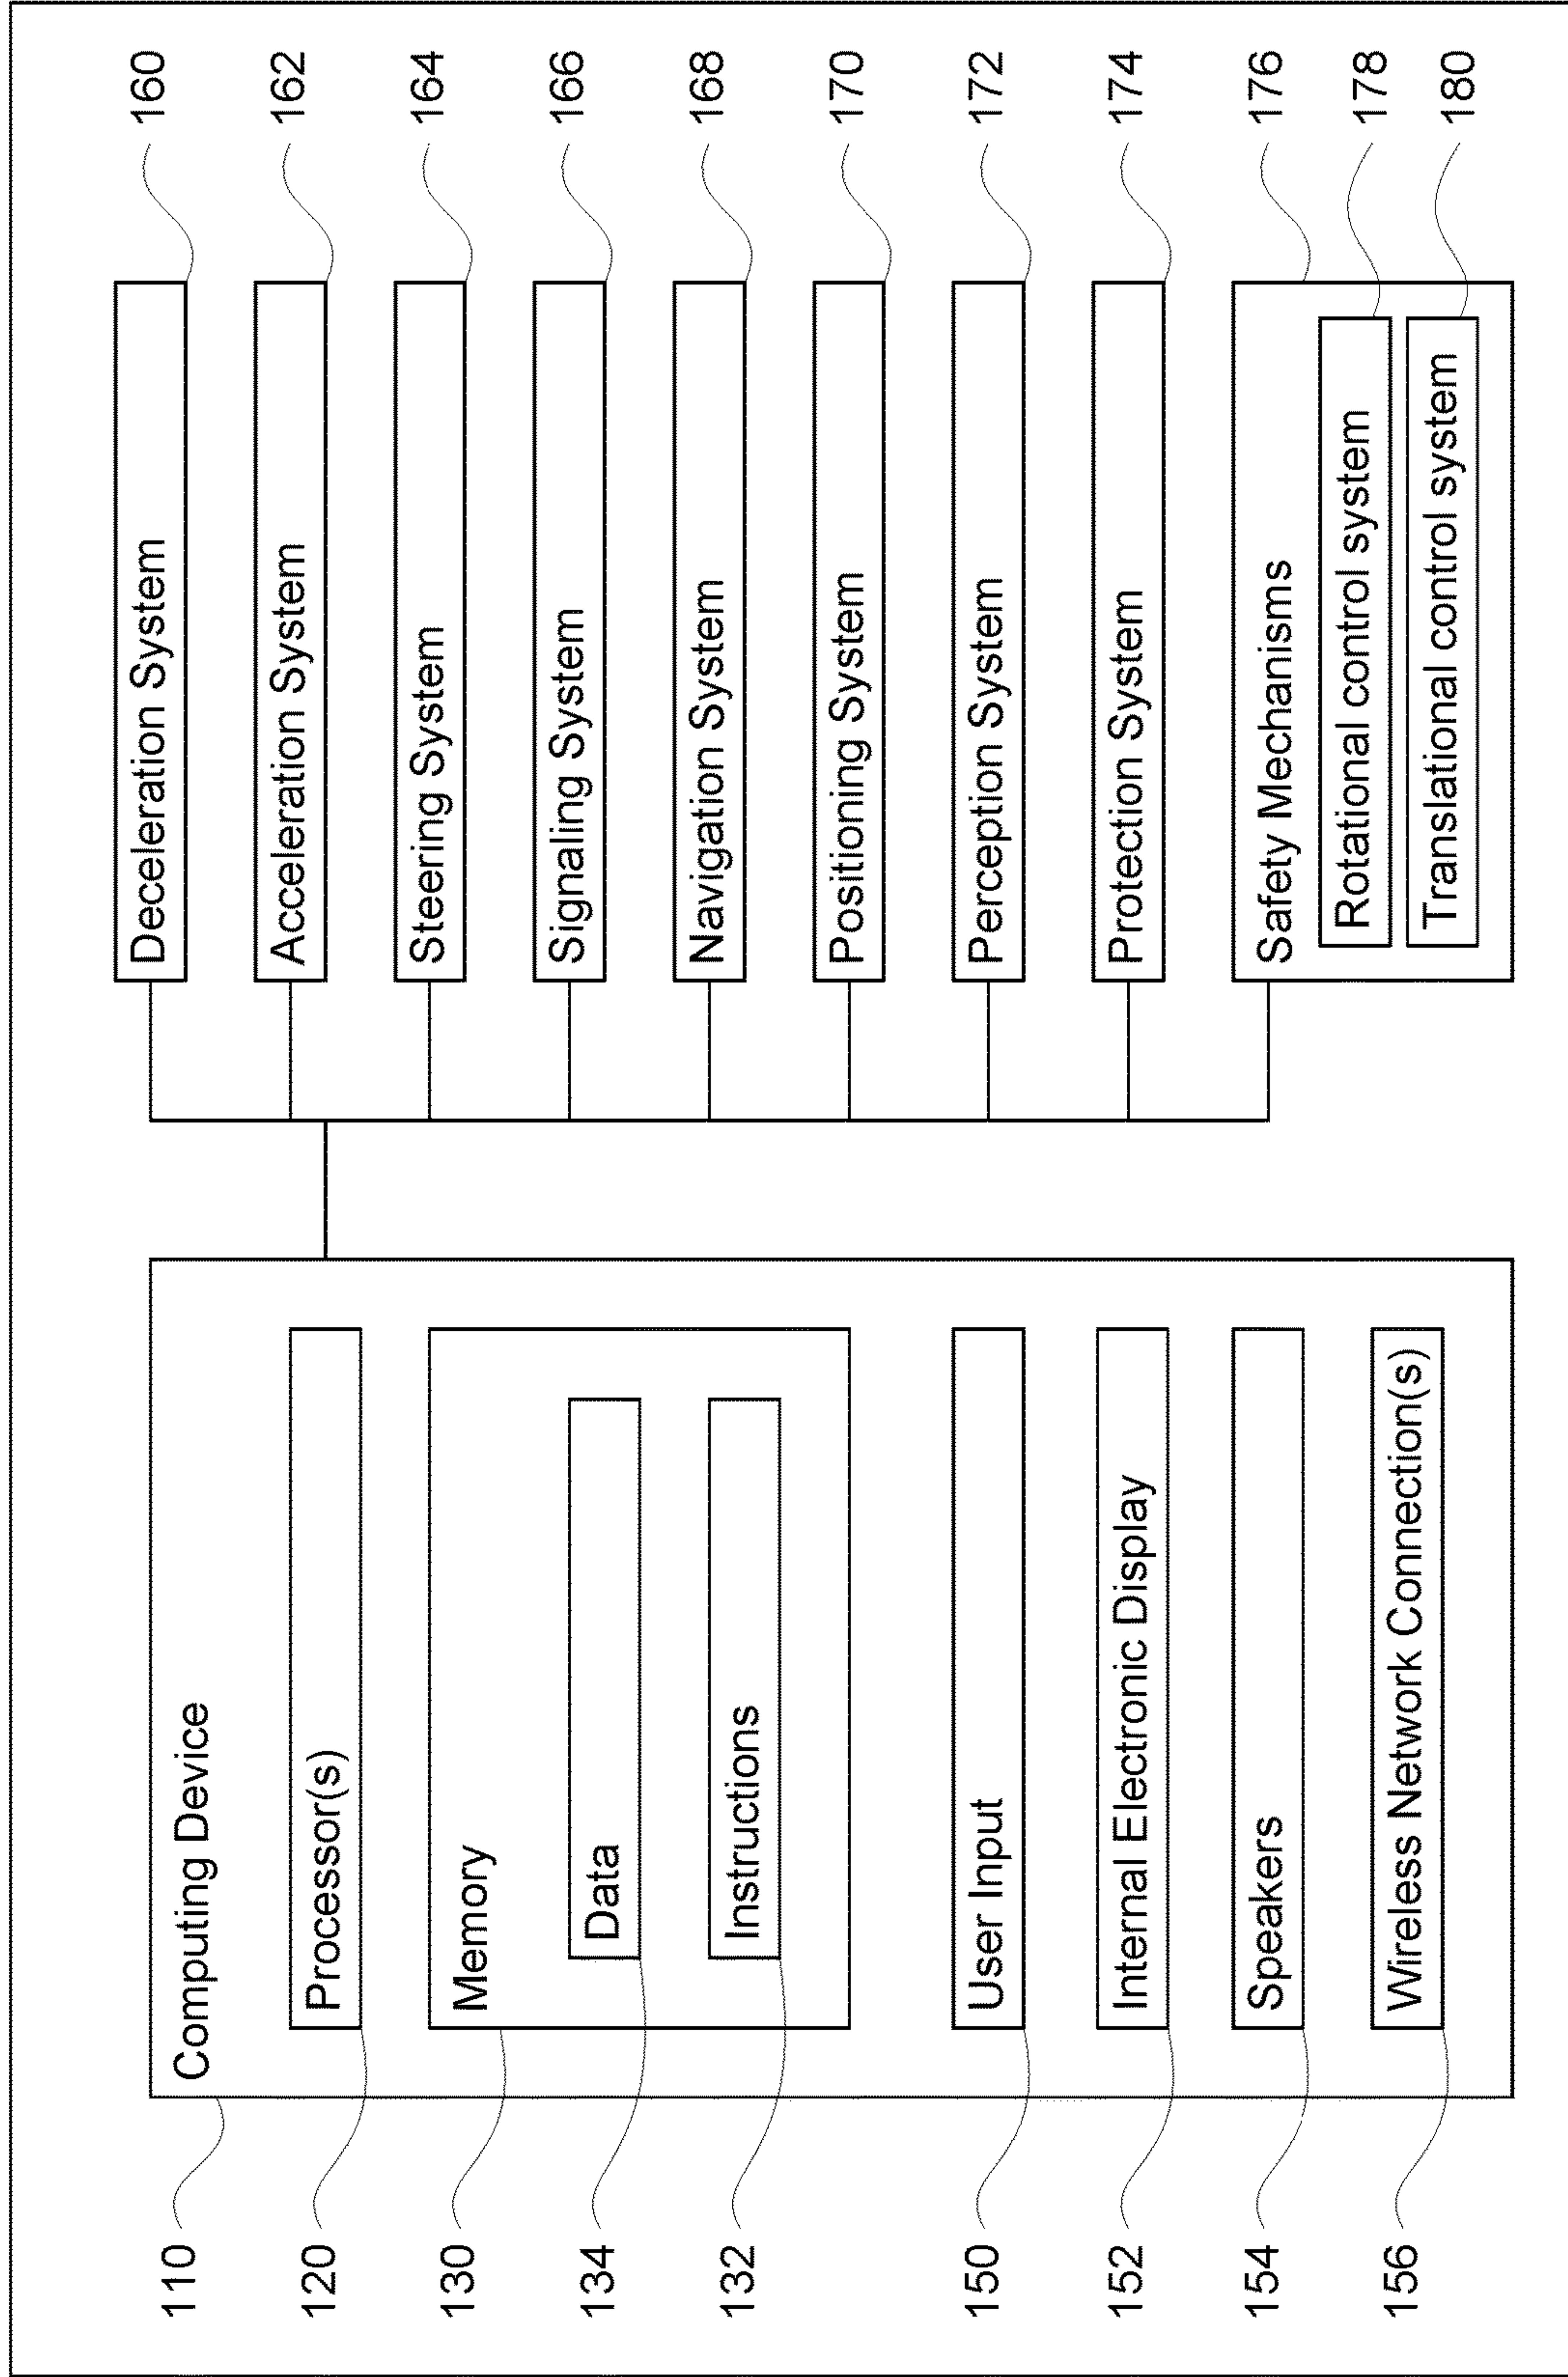 110
Computing Device
120
Processor(s)
130
Memory
134
Data
132
Instructions
150
User Input
152
Internal Electronic Display
154
Speakers
156
Wireless Network Connection(s)
Deceleration System
160
Acceleration System
162
Steering System
164
Signaling System
166
Navigation System
168
Positioning System
170
Perception System
172
Protection System
174
Safety Mechanisms
176
Rotational control system
178
Translational control system
180